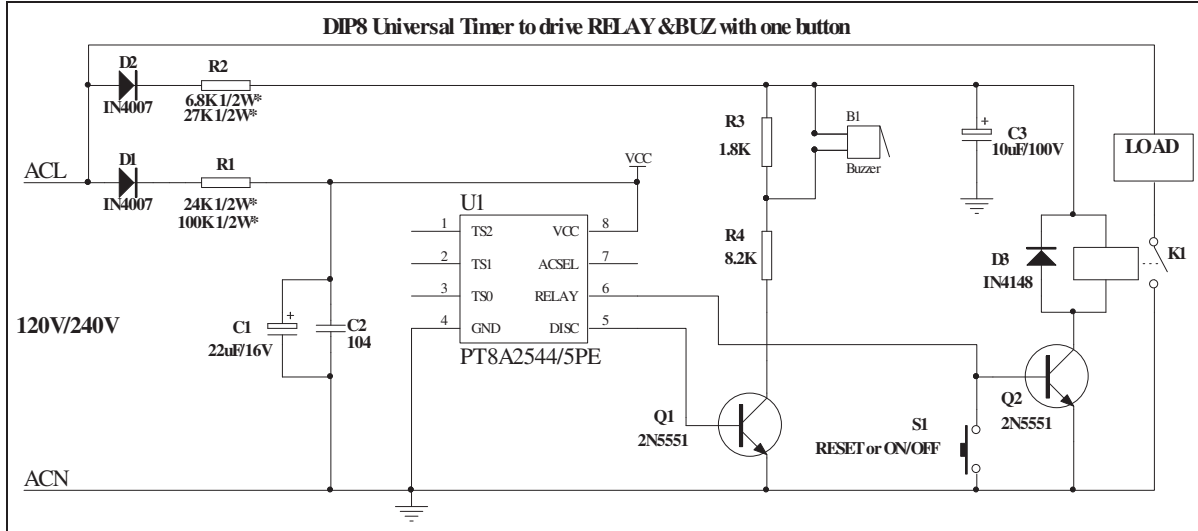 DIP8 Universal Timer to drive RELAY &BUZ with one button
D2
IN4007
R2
6.8K 1/2W*
27K 1/2W*
ACL
D1
IN4007
R1
24K 1/2W*
100K 1/2W*
VCC
R3
1.8K
B1
Buzzer
C3
+
10uF/100V
LOAD
U1
1 TS2 VCC 8
2 TS1 ACSEL 7
3 TS0 RELAY 6
4 GND DISC 5
PT8A2544/5PE
R4
8.2K
D3
IN4148
K1
120V/240V
C1
+
22uF/16V
C2
104
Q1
2N5551
S1
RESET or ON/OFF
Q2
2N5551
ACN